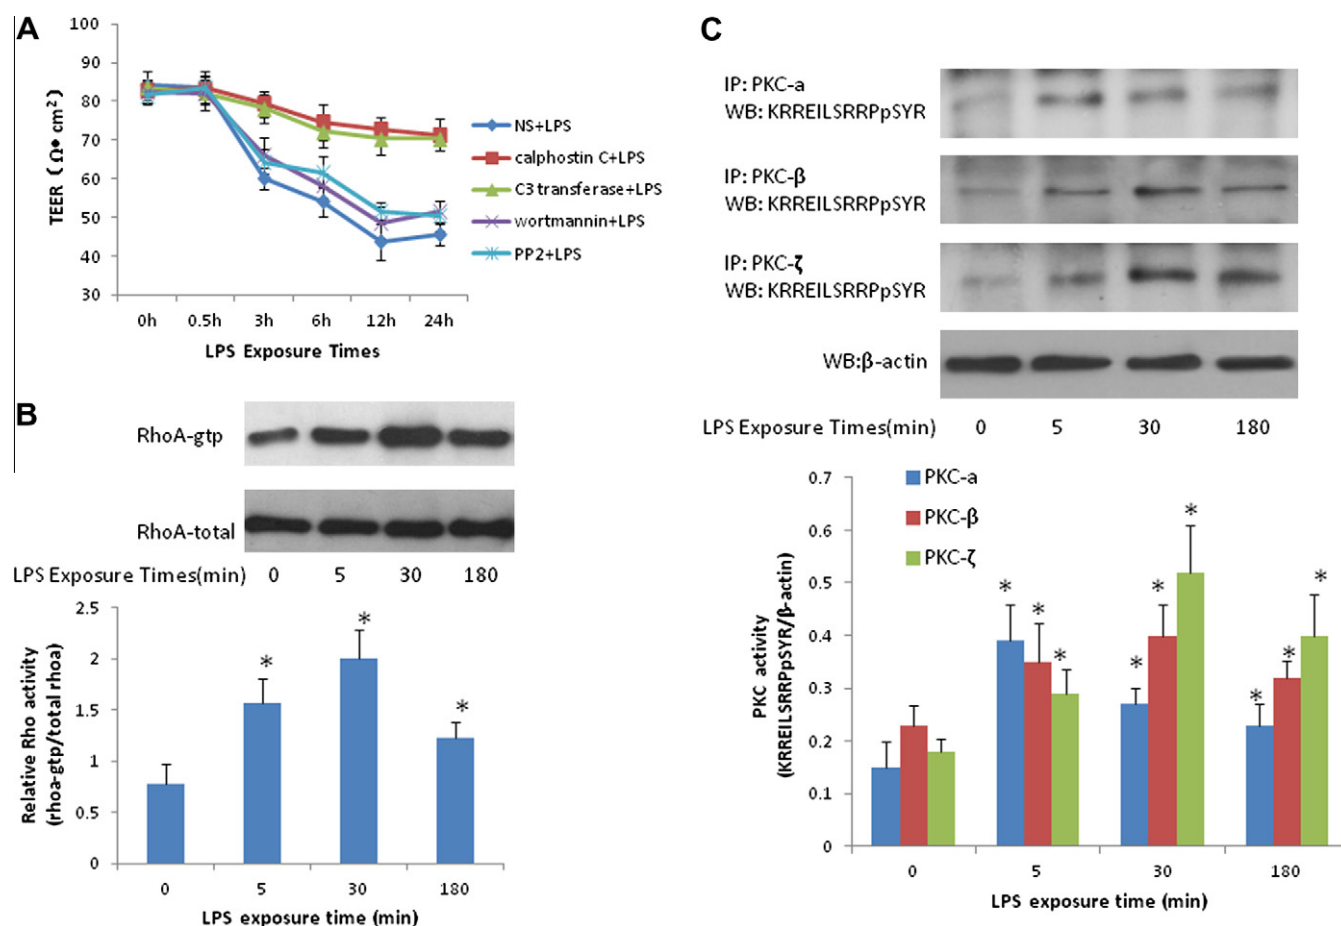 A
100
90
80
70
60
50
40
30
TEER ( Ω• cm²)
0h 0.5h 3h 6h 12h 24h
LPS Exposure Times
NS+LPS
calphostin C+LPS
C3 transferase+LPS
wortmannin+LPS
PP2+LPS
B
RhoA-gtp
RhoA-total
LPS Exposure Times(min) 0 5 30 180
2.5
2
1.5
1
0.5
0
Relative Rho activity
(rhoa-gtp/total rhoa)
* * *
0 5 30 180
LPS exposure time (min)
C
IP: PKC-a
WB: KRREILSRRPpSYR
IP: PKC-β
WB: KRREILSRRPpSYR
IP: PKC-ζ
WB: KRREILSRRPpSYR
WB:β-actin
LPS Exposure Times(min) 0 5 30 180
0.7
0.6
0.5
0.4
0.3
0.2
0.1
0
PKC activity
(KRREILSRRPpSYR/β-actin)
PKC-a
PKC-β
PKC-ζ
* * * * * * * * *
0 5 30 180
LPS exposure time (min)